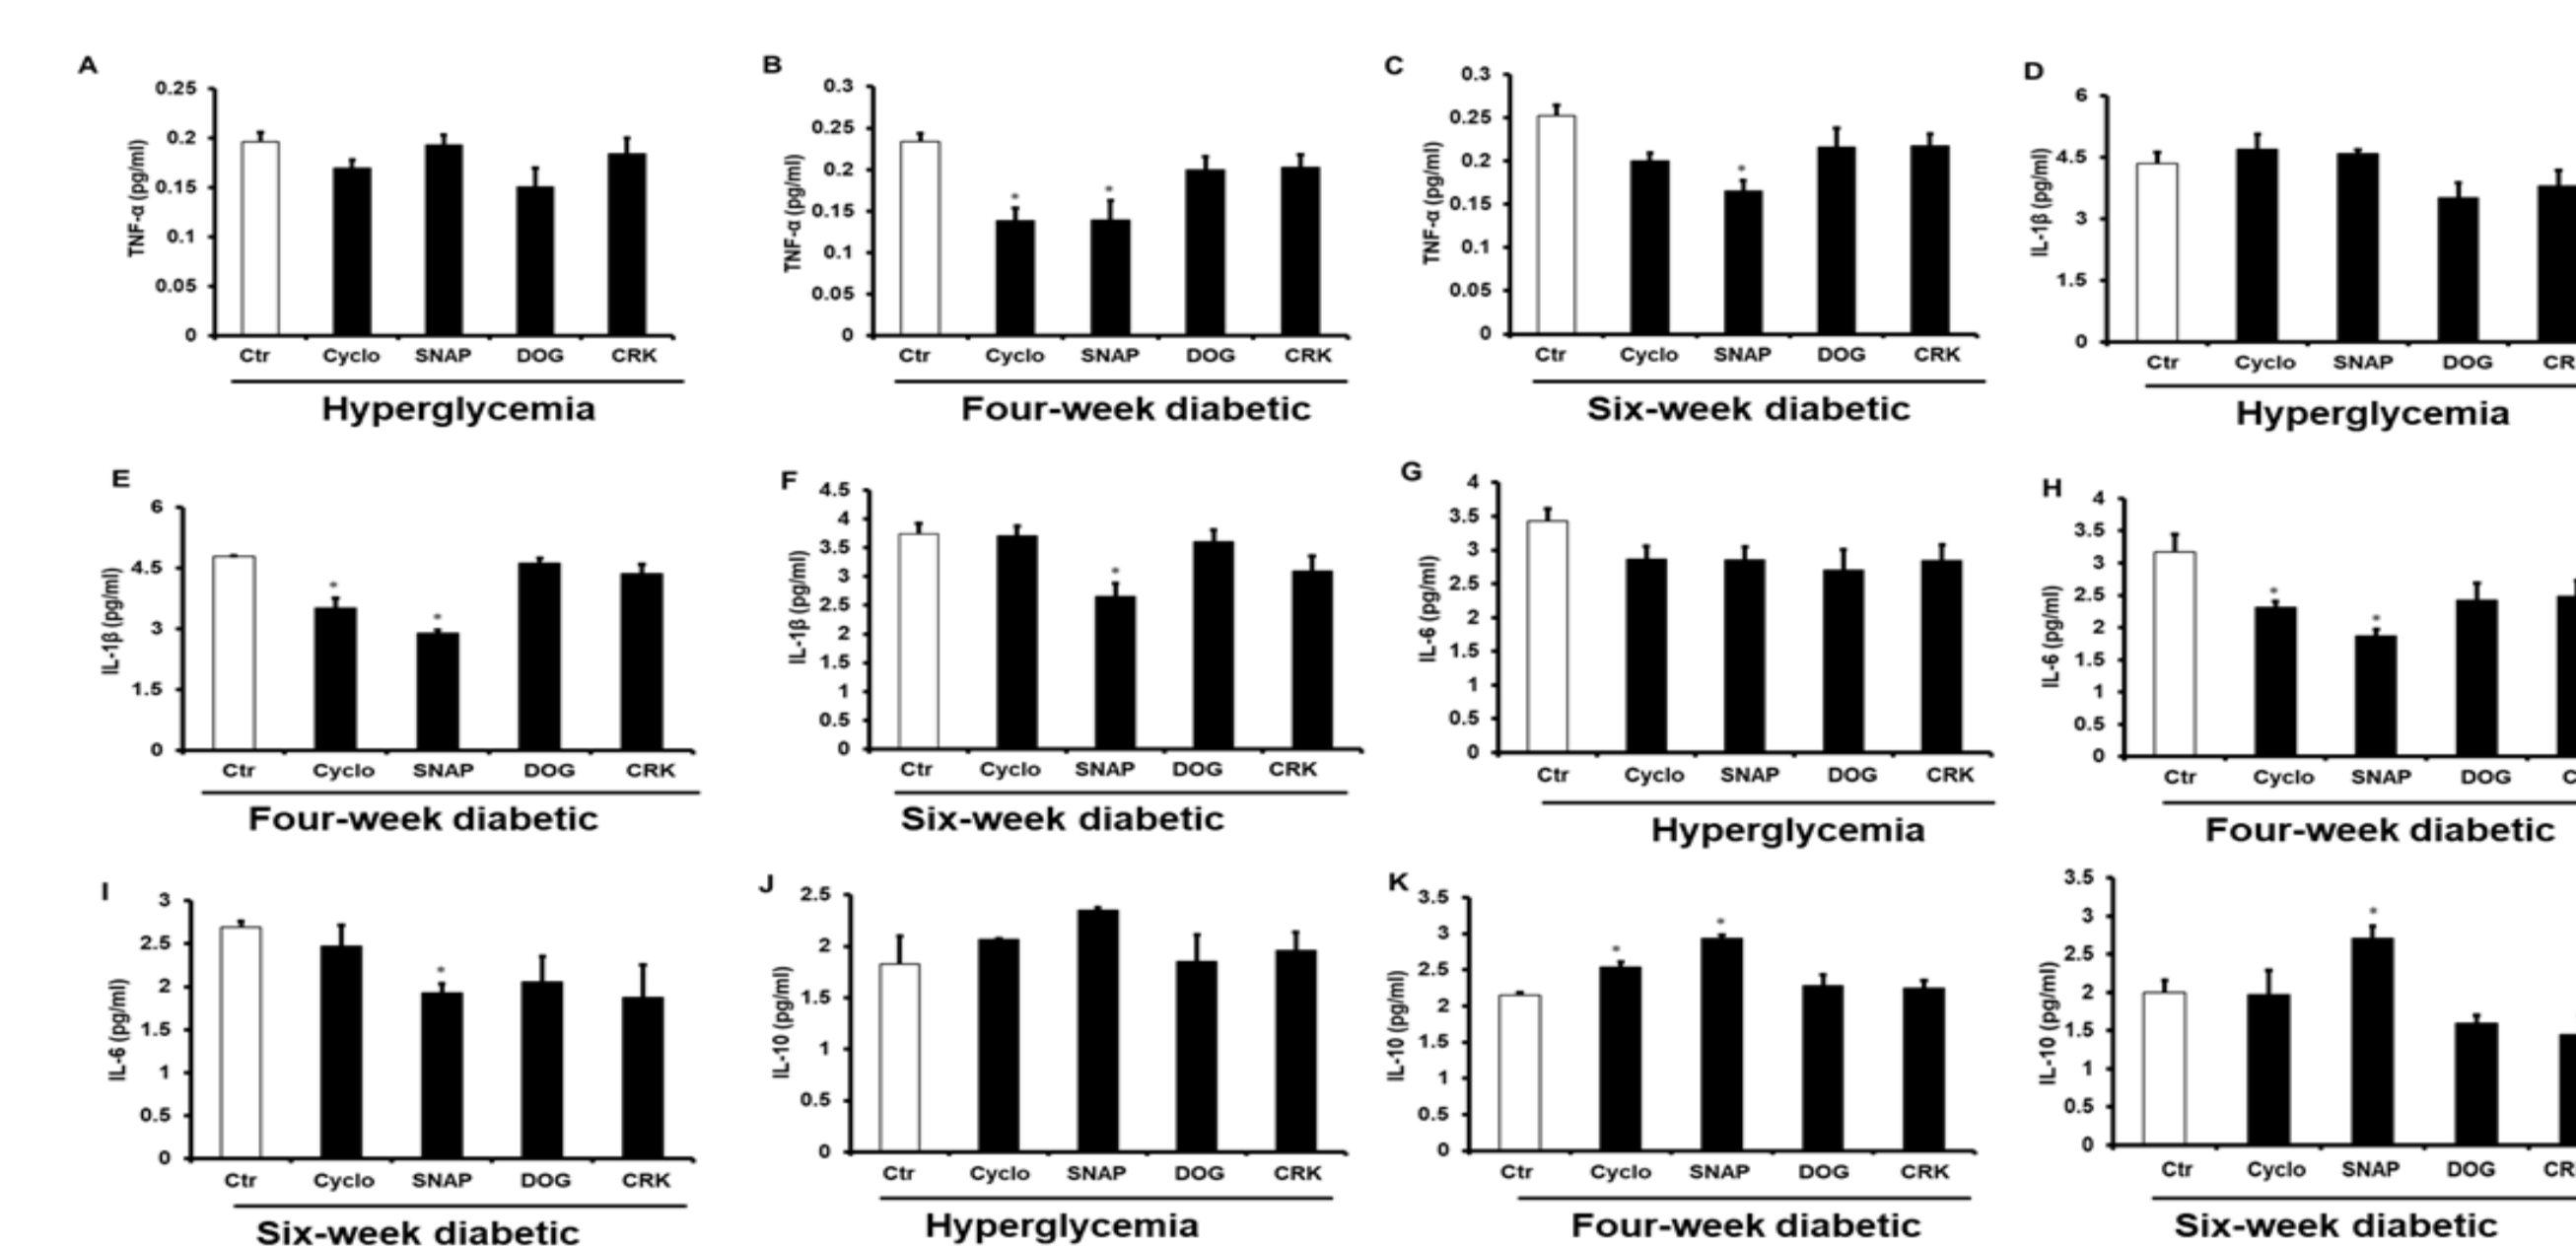 A
TNF-α (pg/ml)
0.25
0.2
0.15
0.1
0.05
0
Ctr Cyclo SNAP DOG CRK
Hyperglycemia
B
TNF-α (pg/ml)
0.3
0.25
0.2
0.15
0.1
0.05
0
* *
Ctr Cyclo SNAP DOG CRK
Four-week diabetic
C
TNF-α (pg/ml)
0.3
0.25
0.2
0.15
0.1
0.05
0
*
Ctr Cyclo SNAP DOG CRK
Six-week diabetic
D
IL-1β (pg/ml)
6
4.5
3
1.5
0
Ctr Cyclo SNAP DOG CR
Hyperglycemia
E
IL-1β (pg/ml)
6
4.5
3
1.5
0
* *
Ctr Cyclo SNAP DOG CRK
Four-week diabetic
F
IL-1β (pg/ml)
4.5
4
3.5
3
2.5
2
1.5
1
0.5
0
*
Ctr Cyclo SNAP DOG CRK
Six-week diabetic
G
IL-6 (pg/ml)
4
3.5
3
2.5
2
1.5
1
0.5
0
Ctr Cyclo SNAP DOG CRK
Hyperglycemia
H
IL-6 (pg/ml)
4
3.5
3
2.5
2
1.5
1
0.5
0
* *
Ctr Cyclo SNAP DOG C
Four-week diabetic
I
IL-6 (pg/ml)
3
2.5
2
1.5
1
0.5
0
*
Ctr Cyclo SNAP DOG CRK
Six-week diabetic
J
IL-10 (pg/ml)
2.5
2
1.5
1
0.5
0
Ctr Cyclo SNAP DOG CRK
Hyperglycemia
K
IL-10 (pg/ml)
3.5
3
2.5
2
1.5
1
0.5
0
* *
Ctr Cyclo SNAP DOG CRK
Four-week diabetic
IL-10 (pg/ml)
3.5
3
2.5
2
1.5
1
0.5
0
*
Ctr Cyclo SNAP DOG CR
Six-week diabetic